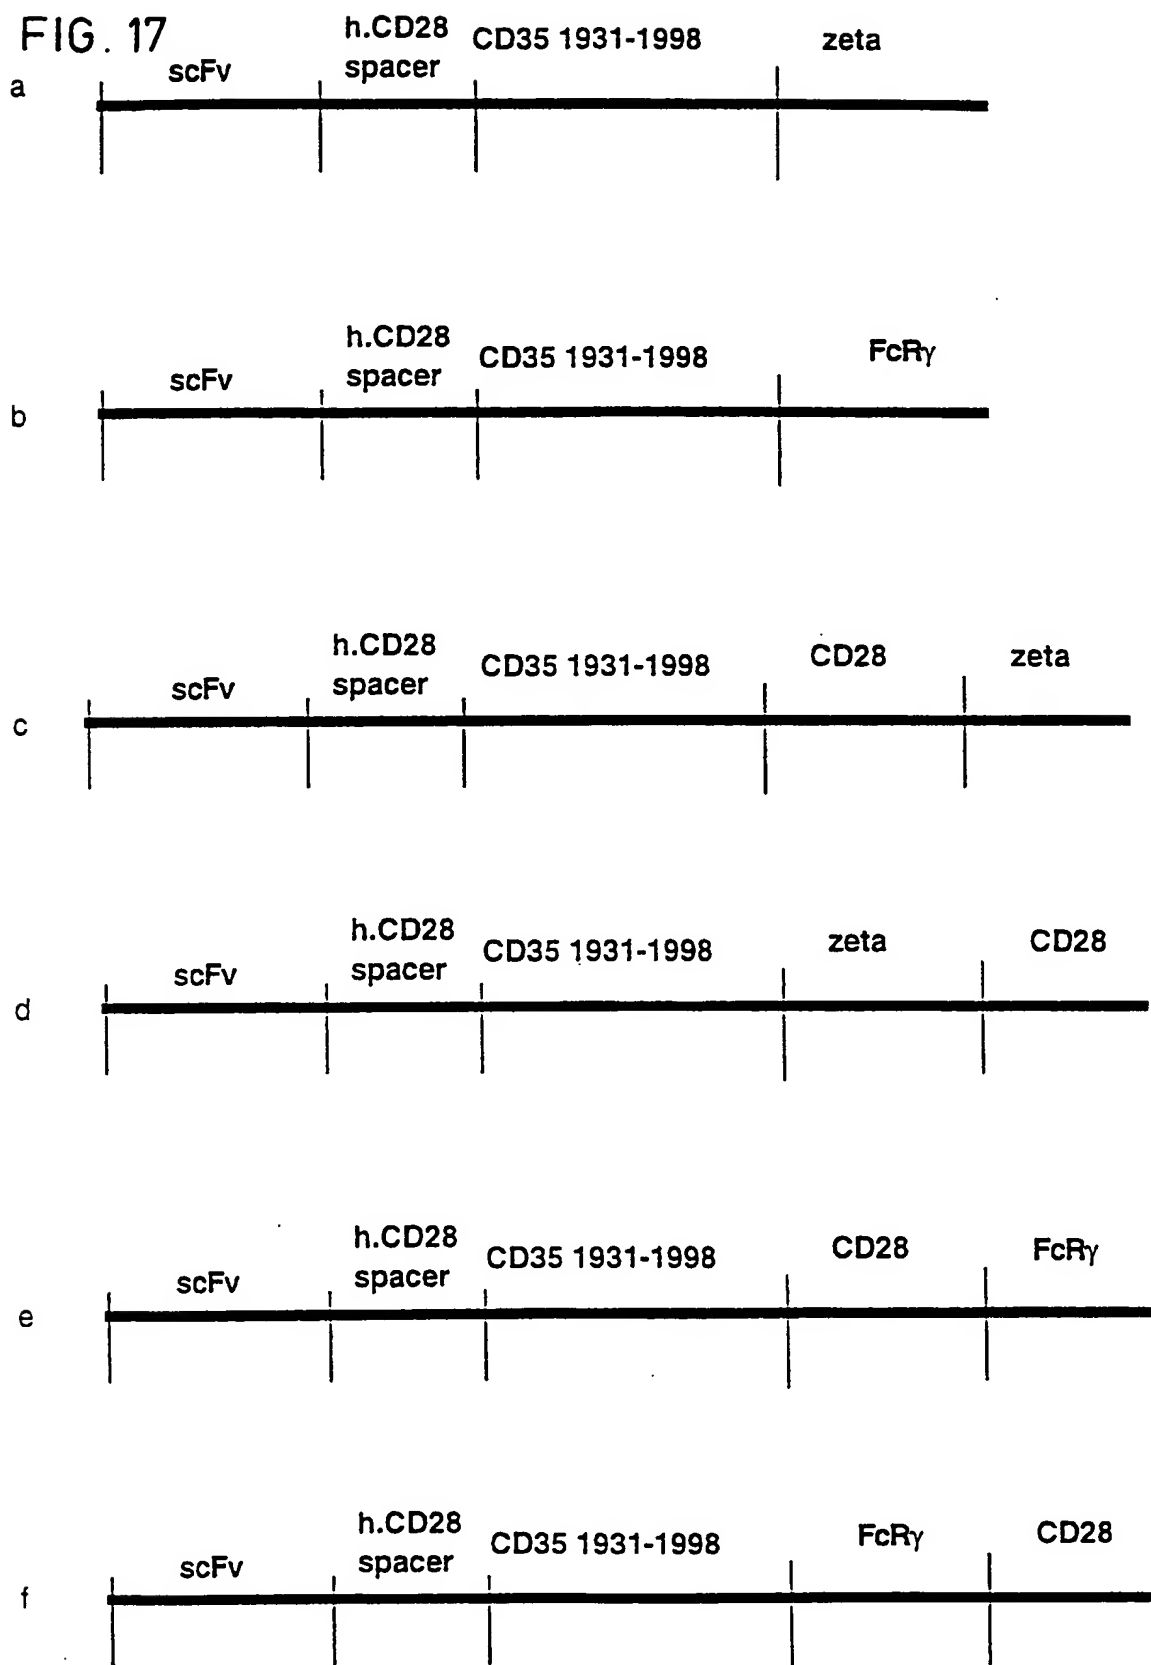 FIG. 17
a
scFv
h.CD28
spacer
CD35 1931-1998
zeta
b
scFv
h.CD28
spacer
CD35 1931-1998
FcRγ
c
scFv
h.CD28
spacer
CD35 1931-1998
CD28
zeta
d
scFv
h.CD28
spacer
CD35 1931-1998
zeta
CD28
e
scFv
h.CD28
spacer
CD35 1931-1998
CD28
FcRγ
f
scFv
h.CD28
spacer
CD35 1931-1998
FcRγ
CD28